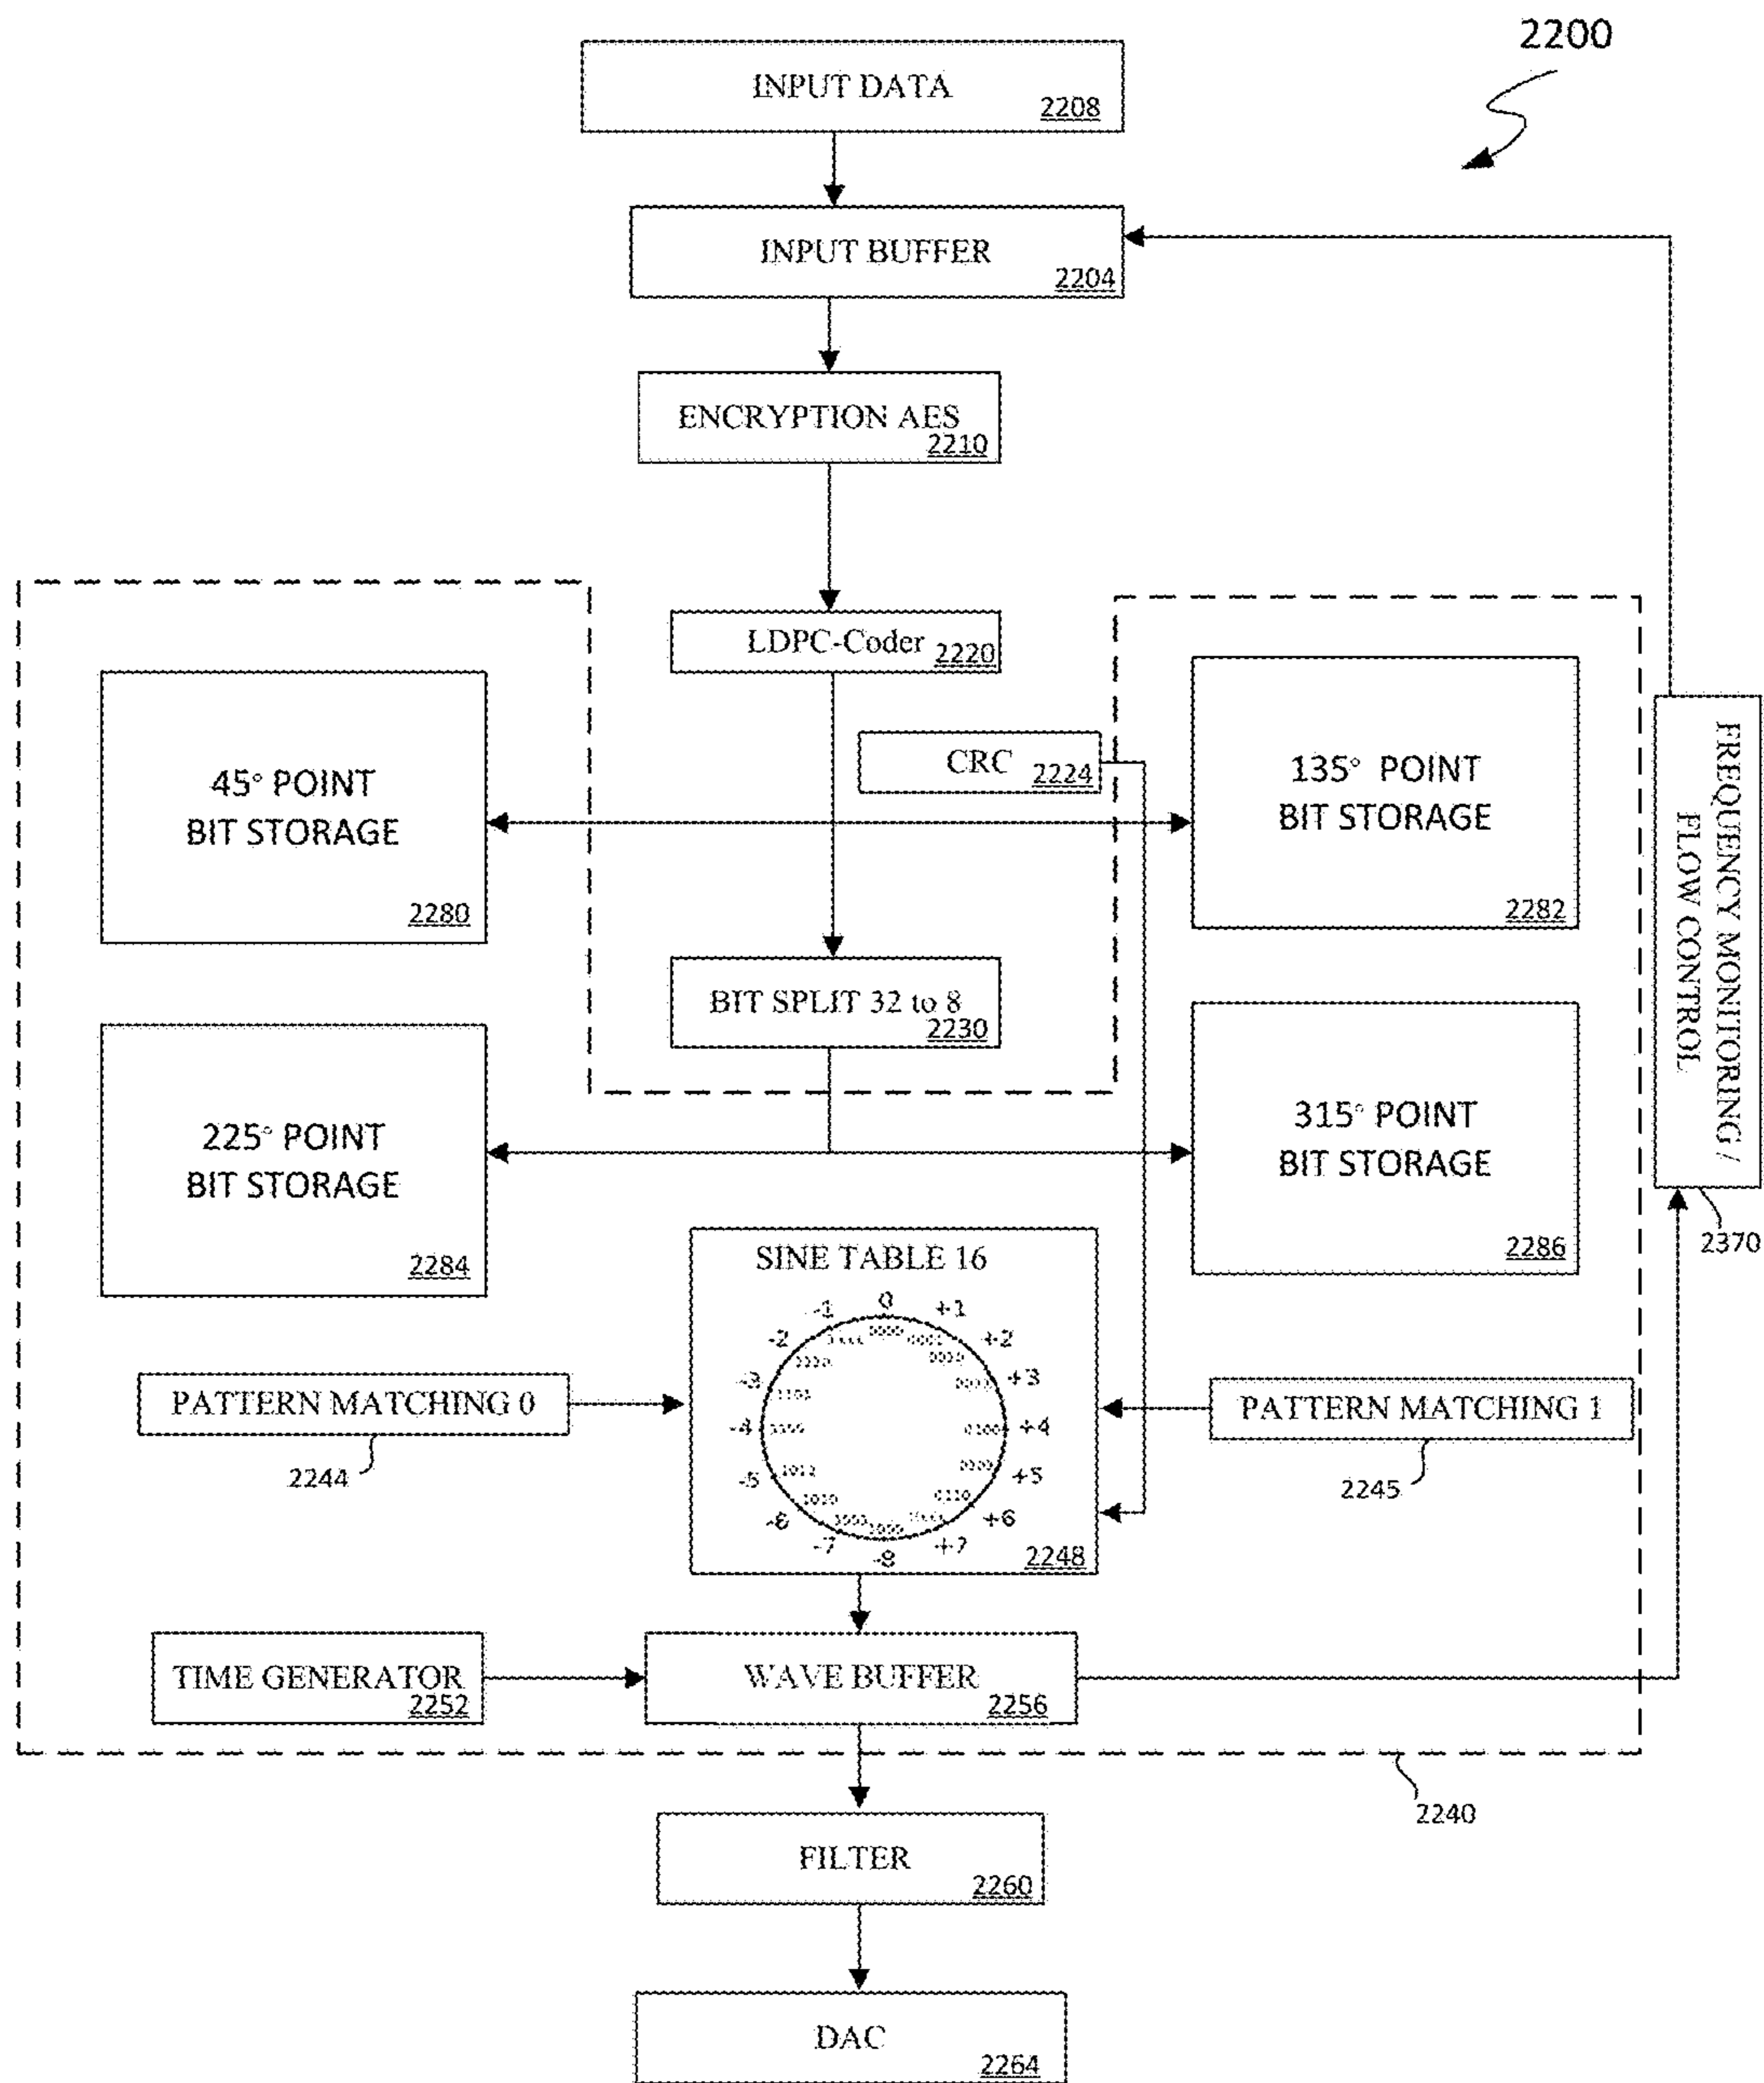 2200
INPUT DATA
2208
INPUT BUFFER
2204
ENCRYPTION AES
2210
LDPC-Coder 2220
CRC 2224
45° POINT
BIT STORAGE
2280
135° POINT
BIT STORAGE
2282
FREQUENCY MONITORING /
FLOW CONTROL
2370
BIT SPLIT 32 to 8
2230
225° POINT
BIT STORAGE
2284
315° POINT
BIT STORAGE
2286
SINE TABLE 16
0
+1
+2
+3
+4
+5
+6
+7
-8
-7
-6
-5
-4
-3
-2
-1
0100
0110
1010
2248
PATTERN MATCHING 0
2244
PATTERN MATCHING 1
2245
TIME GENERATOR
2252
WAVE BUFFER
2256
2240
FILTER
2260
DAC
2264